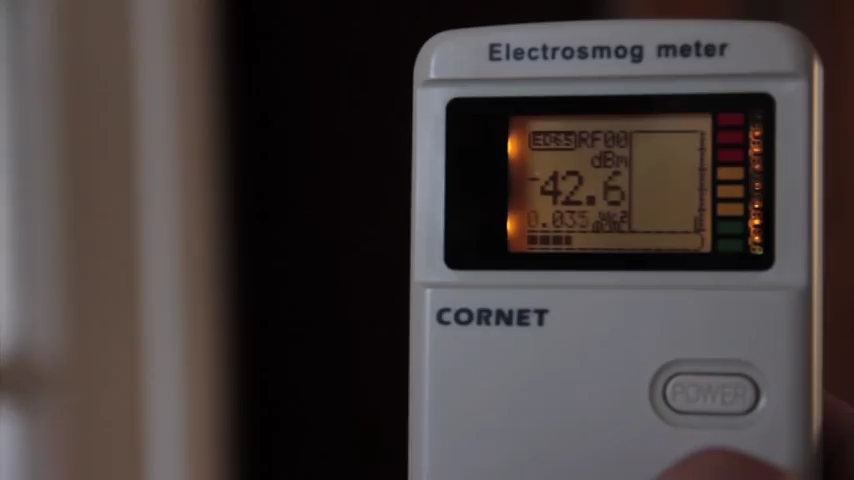 Electrosmog meter
ED65 RF00
dBm
-42.6
0.035
CORNET
POWER